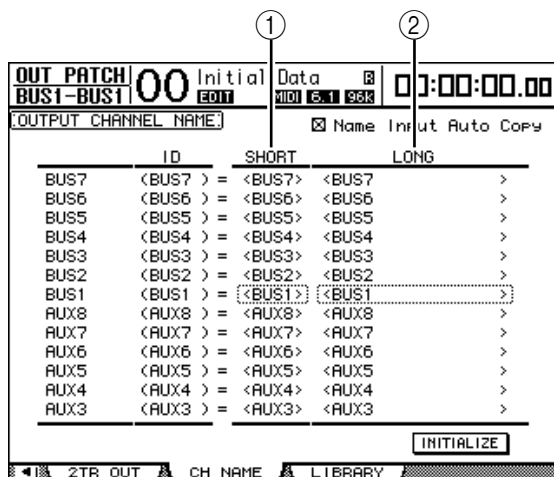 1 2
OUT PATCH 00 Initial Data R 00:00:00.00
BUS1-BUS1 EDIT MIDI 6.1 96k
OUTPUT CHANNEL NAME Name Input Auto Copy
ID SHORT LONG
BUS7 (BUS7 ) = <BUS7> <BUS7 >
BUS6 (BUS6 ) = <BUS6> <BUS6 >
BUS5 (BUS5 ) = <BUS5> <BUS5 >
BUS4 (BUS4 ) = <BUS4> <BUS4 >
BUS3 (BUS3 ) = <BUS3> <BUS3 >
BUS2 (BUS2 ) = <BUS2> <BUS2 >
BUS1 (BUS1 ) = <BUS1> <BUS1 >
AUX8 (AUX8 ) = <AUX8> <AUX8 >
AUX7 (AUX7 ) = <AUX7> <AUX7 >
AUX6 (AUX6 ) = <AUX6> <AUX6 >
AUX5 (AUX5 ) = <AUX5> <AUX5 >
AUX4 (AUX4 ) = <AUX4> <AUX4 >
AUX3 (AUX3 ) = <AUX3> <AUX3 >
INITIALIZE
2TR OUT CH NAME LIBRARY